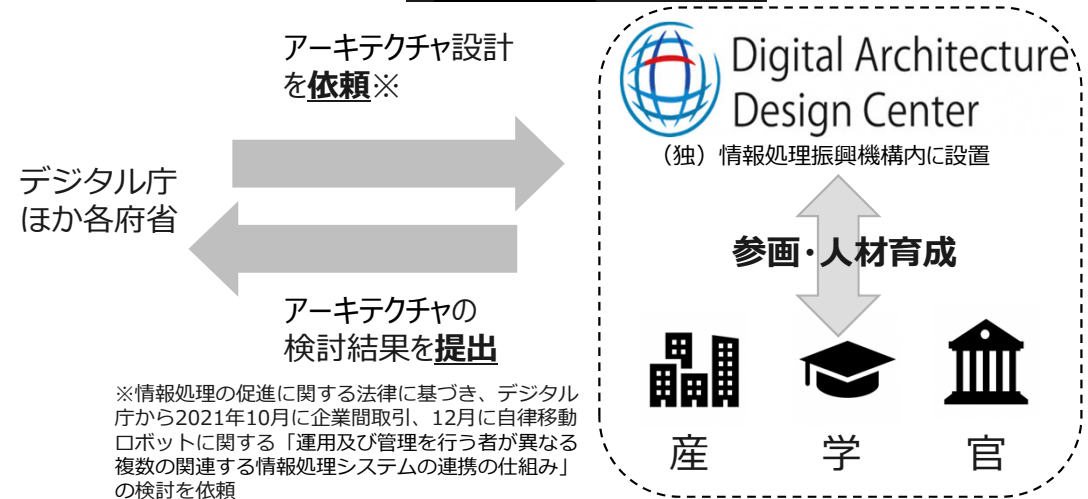 アーキテクチャ設計
を依頼※
Digital Architecture
Design Center
（独）情報処理振興機構内に設置
デジタル庁
ほか各府省
参画・人材育成
アーキテクチャの
検討結果を提出
※情報処理の促進に関する法律に基づき、デジタル
庁から2021年10月に企業間取引、12月に自律移動
ロボットに関する「運用及び管理を行う者が異なる
複数の関連する情報処理システムの連携の仕組み」
の検討を依頼
産
学
官